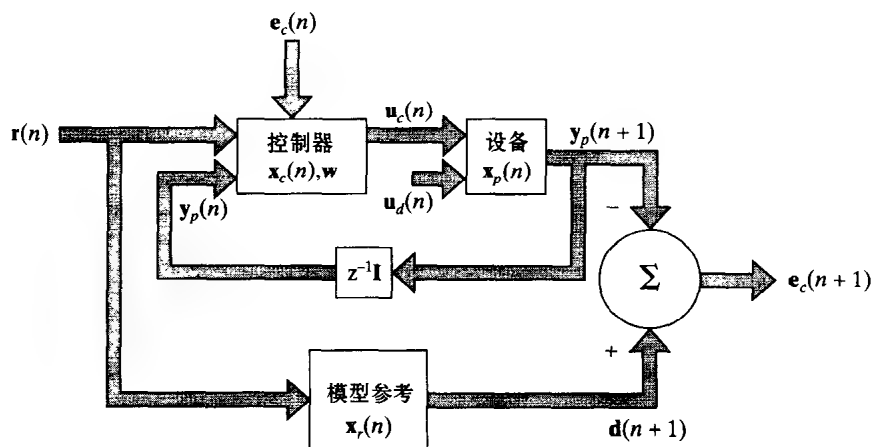 e_c(n)
r(n)
u_c(n)
y_p(n + 1)
控制器
x_c(n),w
设备
x_p(n)
y_p(n)
u_d(n)
−
z⁻¹I
Σ
e_c(n+1)
+
模型参考
x_r(n)
d(n+1)